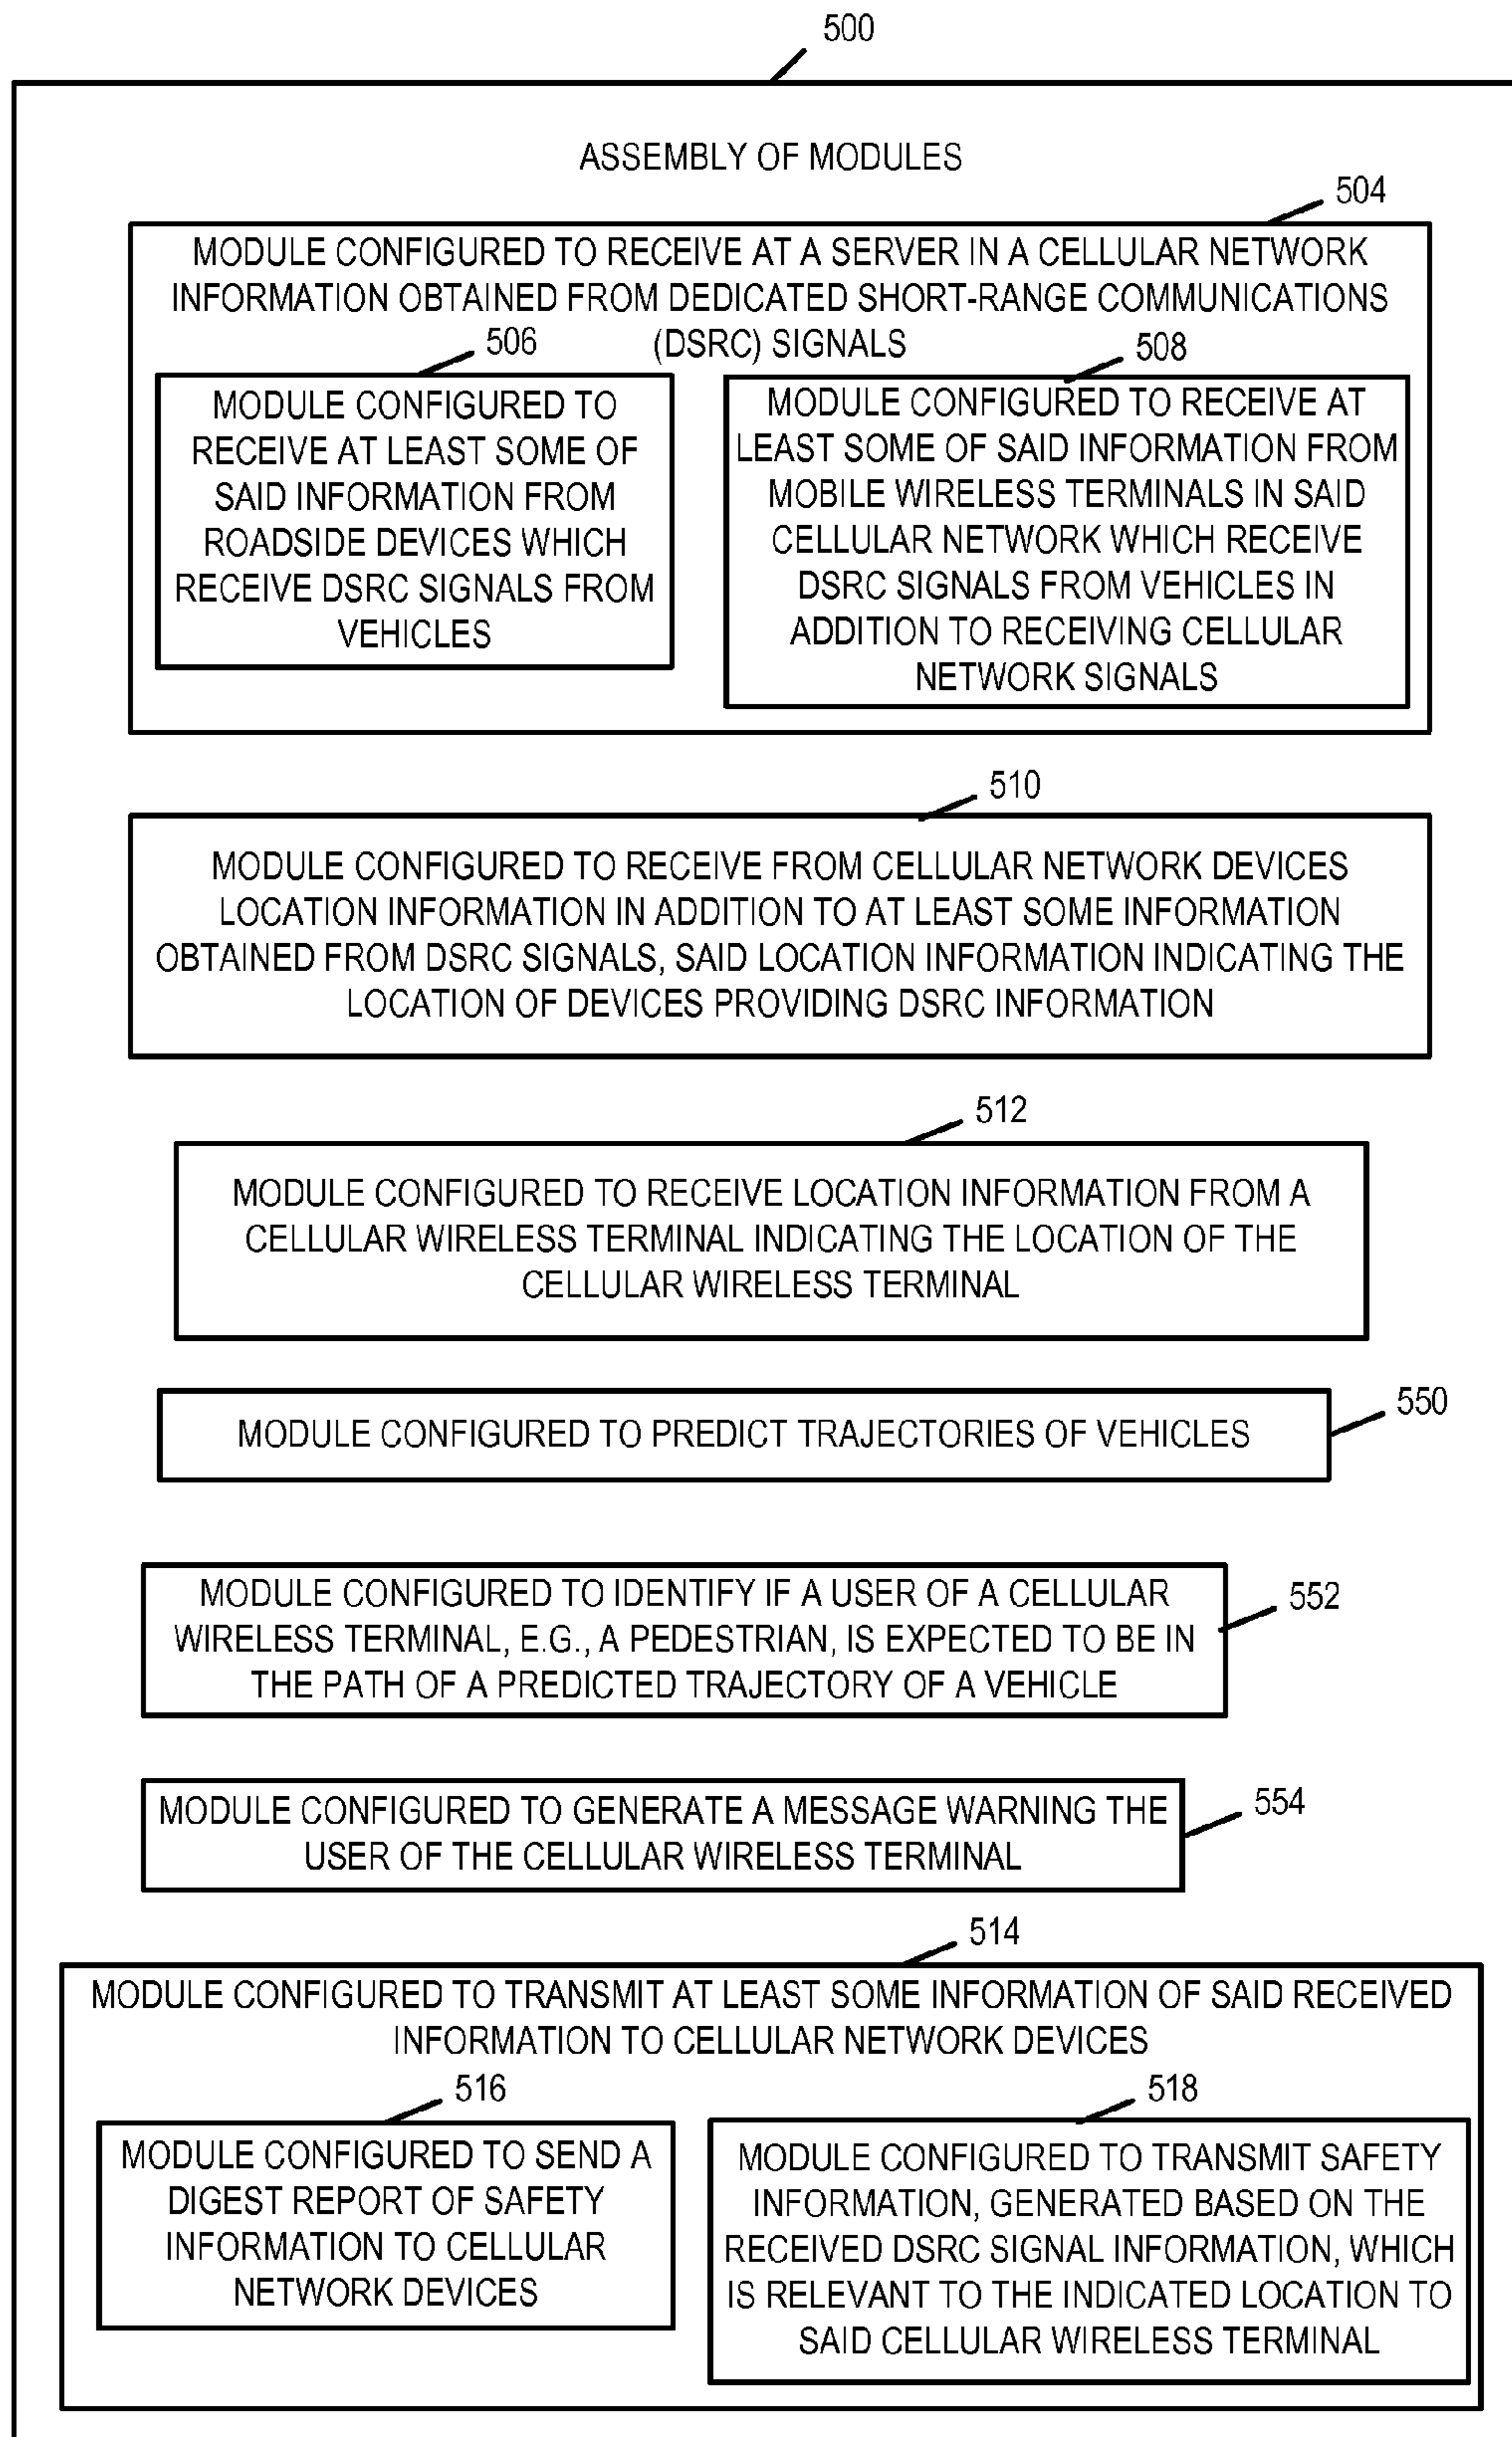 500
ASSEMBLY OF MODULES
504
MODULE CONFIGURED TO RECEIVE AT A SERVER IN A CELLULAR NETWORK
INFORMATION OBTAINED FROM DEDICATED SHORT-RANGE COMMUNICATIONS
(DSRC) SIGNALS
506
MODULE CONFIGURED TO
RECEIVE AT LEAST SOME OF
SAID INFORMATION FROM
ROADSIDE DEVICES WHICH
RECEIVE DSRC SIGNALS FROM
VEHICLES
508
MODULE CONFIGURED TO RECEIVE AT
LEAST SOME OF SAID INFORMATION FROM
MOBILE WIRELESS TERMINALS IN SAID
CELLULAR NETWORK WHICH RECEIVE
DSRC SIGNALS FROM VEHICLES IN
ADDITION TO RECEIVING CELLULAR
NETWORK SIGNALS
510
MODULE CONFIGURED TO RECEIVE FROM CELLULAR NETWORK DEVICES
LOCATION INFORMATION IN ADDITION TO AT LEAST SOME INFORMATION
OBTAINED FROM DSRC SIGNALS, SAID LOCATION INFORMATION INDICATING THE
LOCATION OF DEVICES PROVIDING DSRC INFORMATION
512
MODULE CONFIGURED TO RECEIVE LOCATION INFORMATION FROM A
CELLULAR WIRELESS TERMINAL INDICATING THE LOCATION OF THE
CELLULAR WIRELESS TERMINAL
550
MODULE CONFIGURED TO PREDICT TRAJECTORIES OF VEHICLES
552
MODULE CONFIGURED TO IDENTIFY IF A USER OF A CELLULAR
WIRELESS TERMINAL, E.G., A PEDESTRIAN, IS EXPECTED TO BE IN
THE PATH OF A PREDICTED TRAJECTORY OF A VEHICLE
554
MODULE CONFIGURED TO GENERATE A MESSAGE WARNING THE
USER OF THE CELLULAR WIRELESS TERMINAL
514
MODULE CONFIGURED TO TRANSMIT AT LEAST SOME INFORMATION OF SAID RECEIVED
INFORMATION TO CELLULAR NETWORK DEVICES
516
MODULE CONFIGURED TO SEND A
DIGEST REPORT OF SAFETY
INFORMATION TO CELLULAR
NETWORK DEVICES
518
MODULE CONFIGURED TO TRANSMIT SAFETY
INFORMATION, GENERATED BASED ON THE
RECEIVED DSRC SIGNAL INFORMATION, WHICH
IS RELEVANT TO THE INDICATED LOCATION TO
SAID CELLULAR WIRELESS TERMINAL